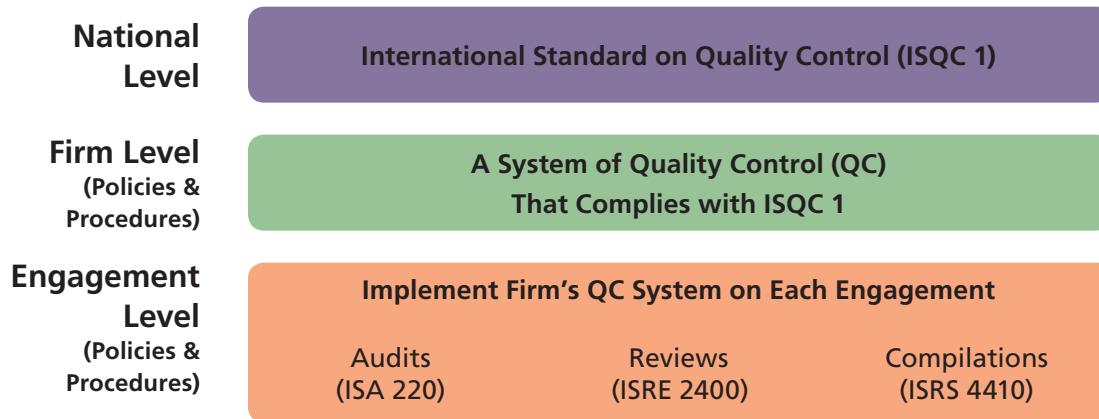 National
Level
International Standard on Quality Control (ISQC 1)
Firm Level
(Policies &
Procedures)
A System of Quality Control (QC)
That Complies with ISQC 1
Engagement
Level
(Policies &
Procedures)
Implement Firm’s QC System on Each Engagement
Audits
(ISA 220)
Reviews
(ISRE 2400)
Compilations
(ISRS 4410)